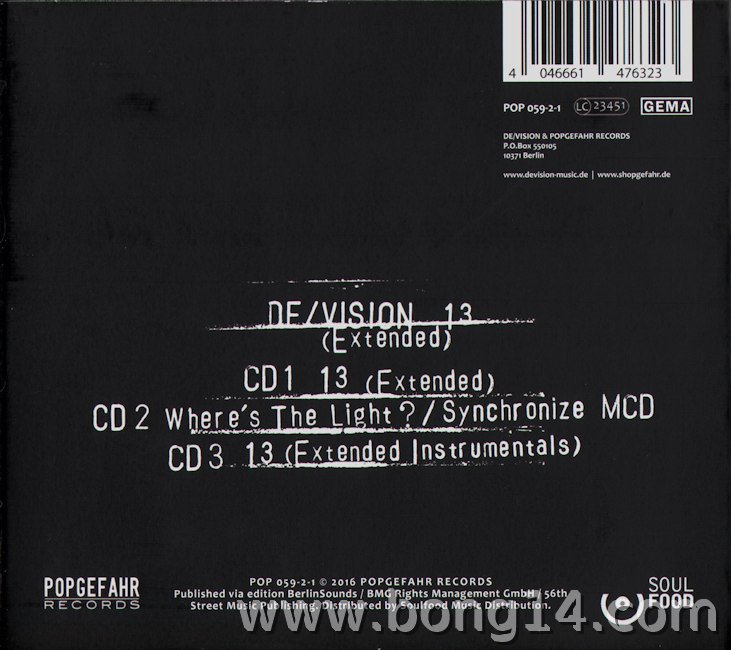 4 046661 476323
POP 059-2-1 LC 23451 GEMA
DE/VISION & POPGEFAHR RECORDS
P.O.Box 550105
10371 Berlin
www.devision-music.de | www.shopgefahr.de
DE/VISION 13
(Extended)
CD1 13 (Extended)
CD 2 Where's The Light?/Synchronize MCD
CD 3 13 (Extended Instrumentals)
POPGEFAHR
RECORDS
POP 059-2-1 © 2016 POPGEFAHR RECORDS
Published via edition BerlinSounds / BMG Rights Management GmbH / 56th
Street Music Publishing. Distributed by Soulfood Music Distribution.
SOUL
FOOD
www.bong14.com